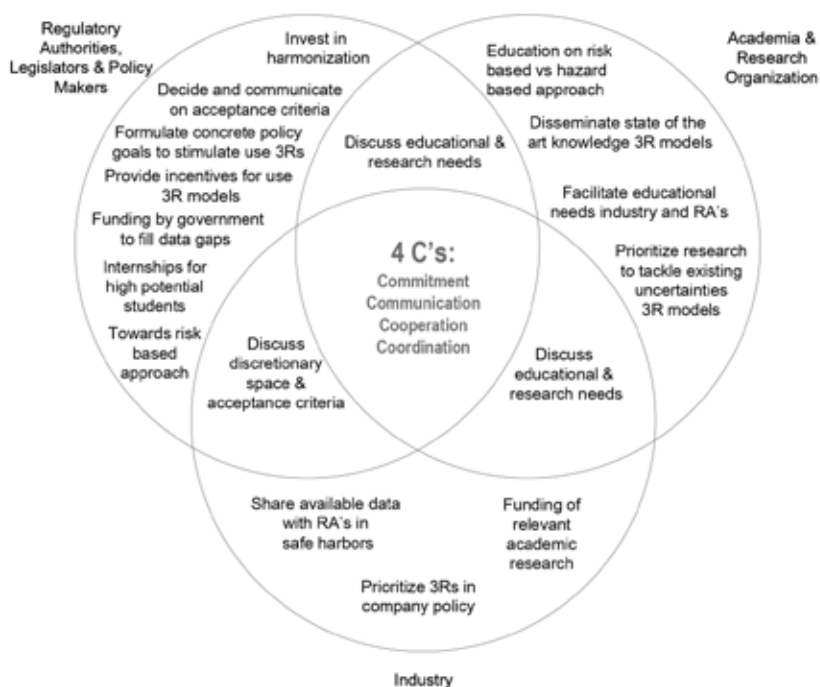 Regulatory
Authorities,
Legislators & Policy
Makers
Invest in
harmonization
Decide and communicate
on acceptance criteria
Formulate concrete policy
goals to stimulate use 3Rs
Provide incentives for use
3R models
Funding by government
to fill data gaps
Internships for
high potential
students
Towards risk
based
approach
Discuss educational &
research needs
Education on risk
based vs hazard
based approach
Academia &
Research
Organization
Disseminate state of the
art knowledge 3R models
Facilitate educational
needs industry and RA's
Prioritize research
to tackle existing
uncertainties
3R models
4 C's:
Commitment
Communication
Cooperation
Coordination
Discuss
discretionary
space &
acceptance criteria
Discuss
educational &
research needs
Share available data
with RA's in
safe harbors
Funding of
relevant
academic
research
Prioritize 3Rs in
company policy
Industry